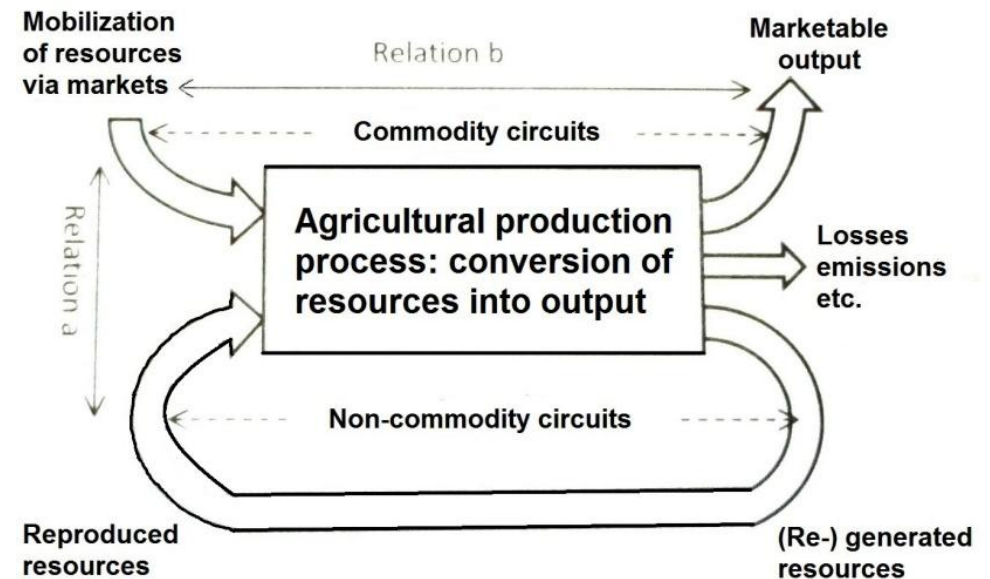 Mobilization
of resources
via markets
Relation b
Marketable
output
Commodity circuits
Relation a
Agricultural production
process: conversion of
resources into output
Losses
emissions
etc.
Non-commodity circuits
Reproduced
resources
(Re-) generated
resources